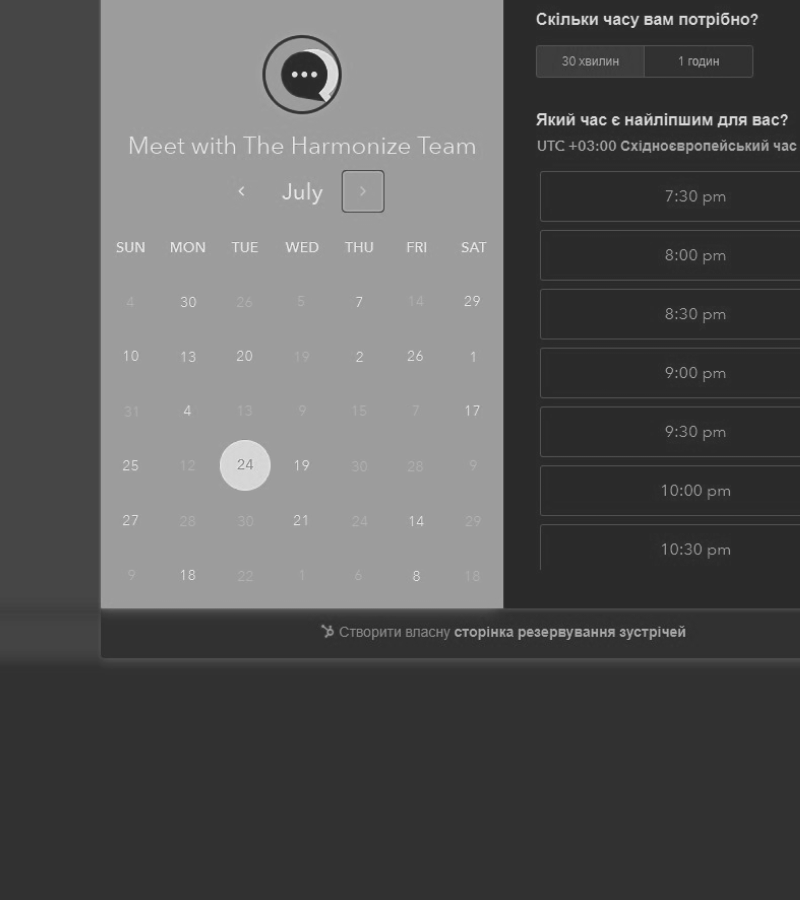 Meet with The Harmonize Team
July
SUN MON TUE WED THU FRI SAT
4 30 26 5 7 14 29
10 13 20 19 2 26 1
31 4 13 9 15 7 17
25 12 24 19 30 28 9
27 28 30 21 24 14 29
9 18 22 1 6 8 18
Скільки часу вам потрібно?
30 хвилин 1 годин
Який час є найліпшим для вас?
UTC +03:00 Східноєвропейський час
7:30 pm
8:00 pm
8:30 pm
9:00 pm
9:30 pm
10:00 pm
10:30 pm
Створити власну сторінка резервування зустрічей